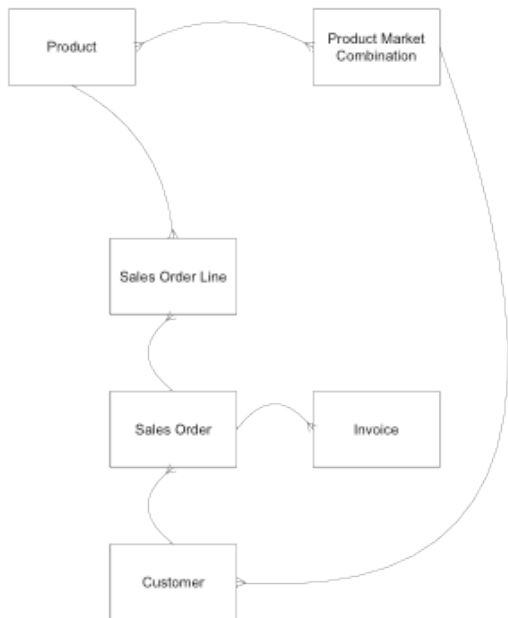 Product
Product Market
Combination
Sales Order Line
Sales Order
Invoice
Customer